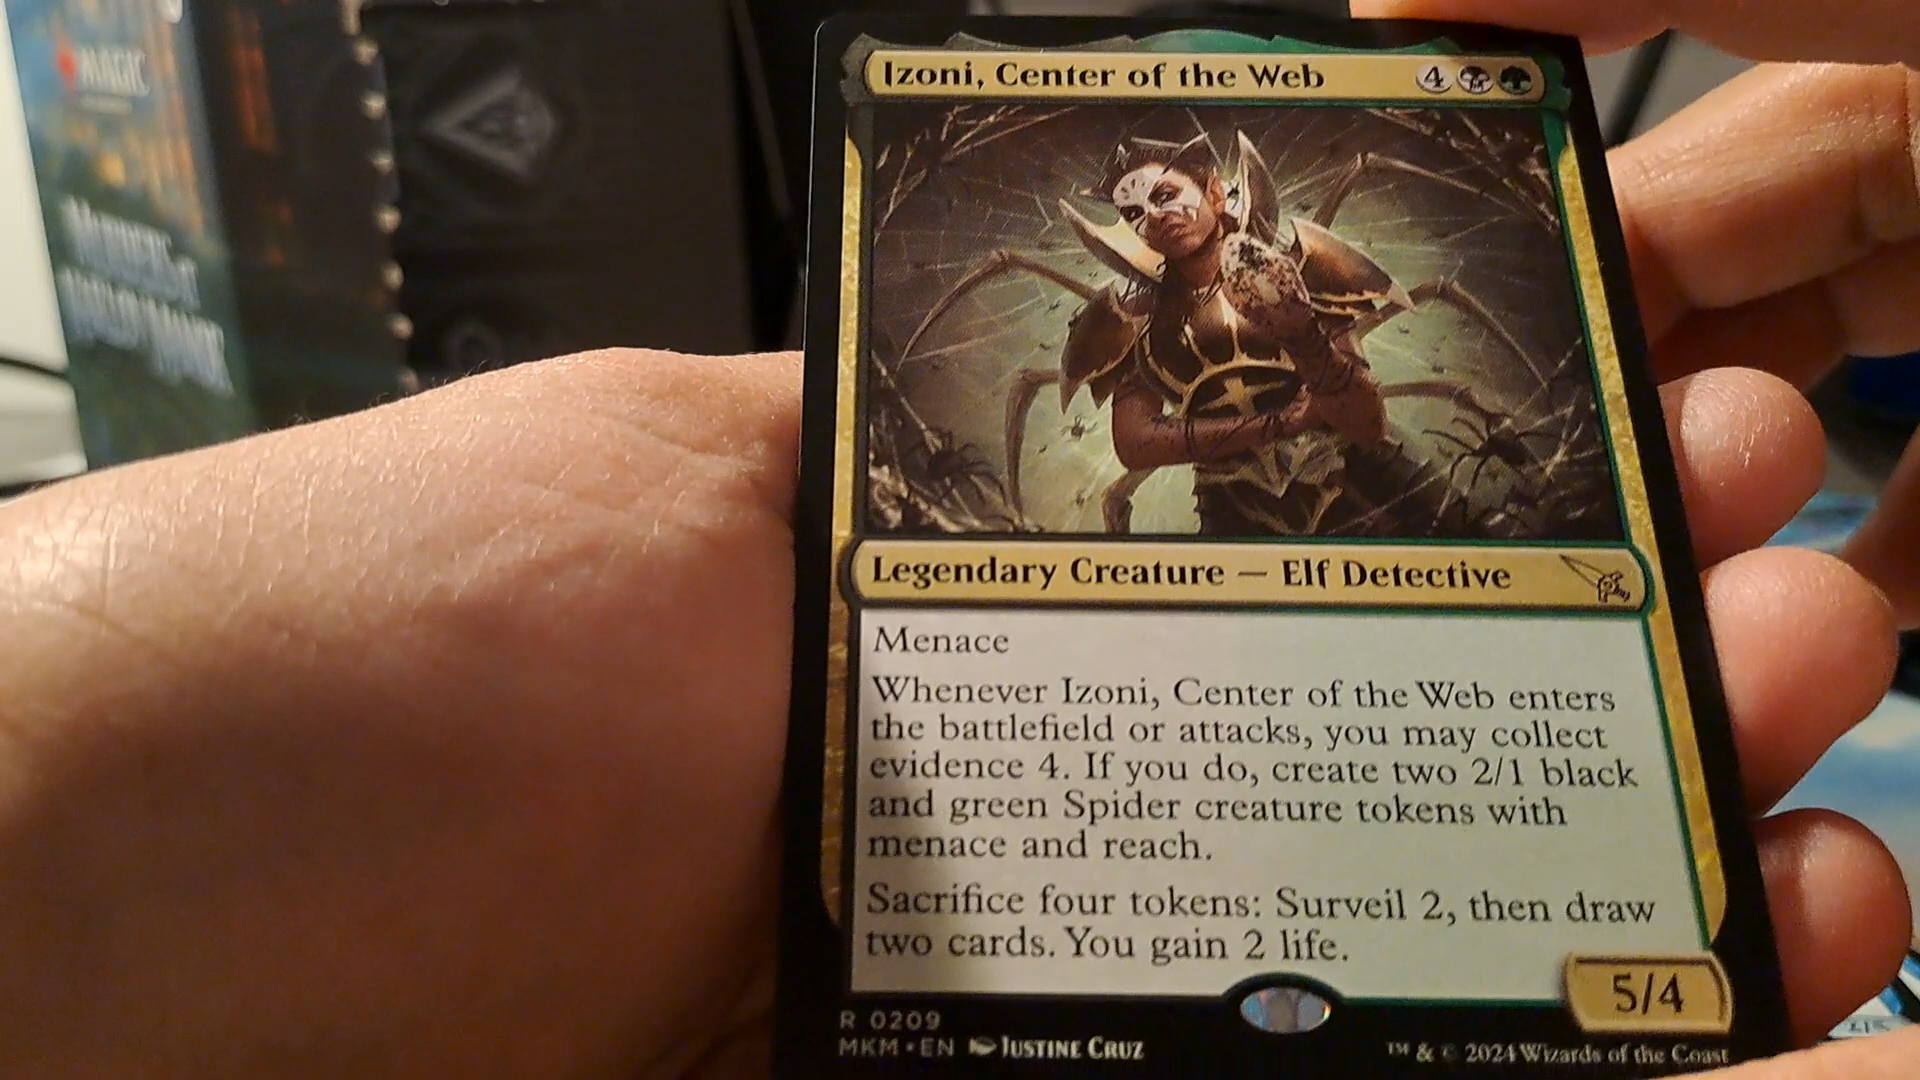 MAGIC
Izoni, Center of the Web 4
Legendary Creature — Elf Detective
Menace
Whenever Izoni, Center of the Web enters
the battlefield or attacks, you may collect
evidence 4. If you do, create two 2/1 black
and green Spider creature tokens with
menace and reach.
Sacrifice four tokens: Surveil 2, then draw
two cards. You gain 2 life.
5/4
R 0209
MKM • EN JUSTINE CRUZ
™ & © 2024 Wizards of the Coast